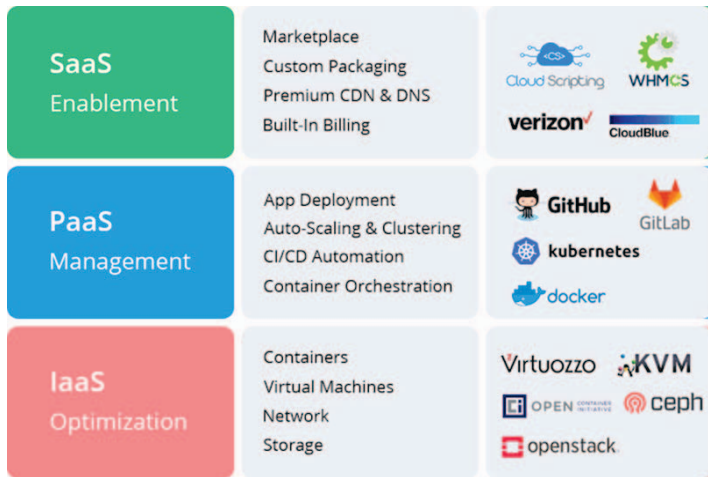 SaaS
Enablement
Marketplace
Custom Packaging
Premium CDN & DNS
Built-In Billing
<CS>
Cloud Scripting
WHMCS
verizon✓
CloudBlue
PaaS
Management
App Deployment
Auto-Scaling & Clustering
CI/CD Automation
Container Orchestration
GitHub
GitLab
kubernetes
docker
IaaS
Optimization
Containers
Virtual Machines
Network
Storage
Virtuozzo
KVM
OPEN CONTAINER INITIATIVE
ceph
openstack.